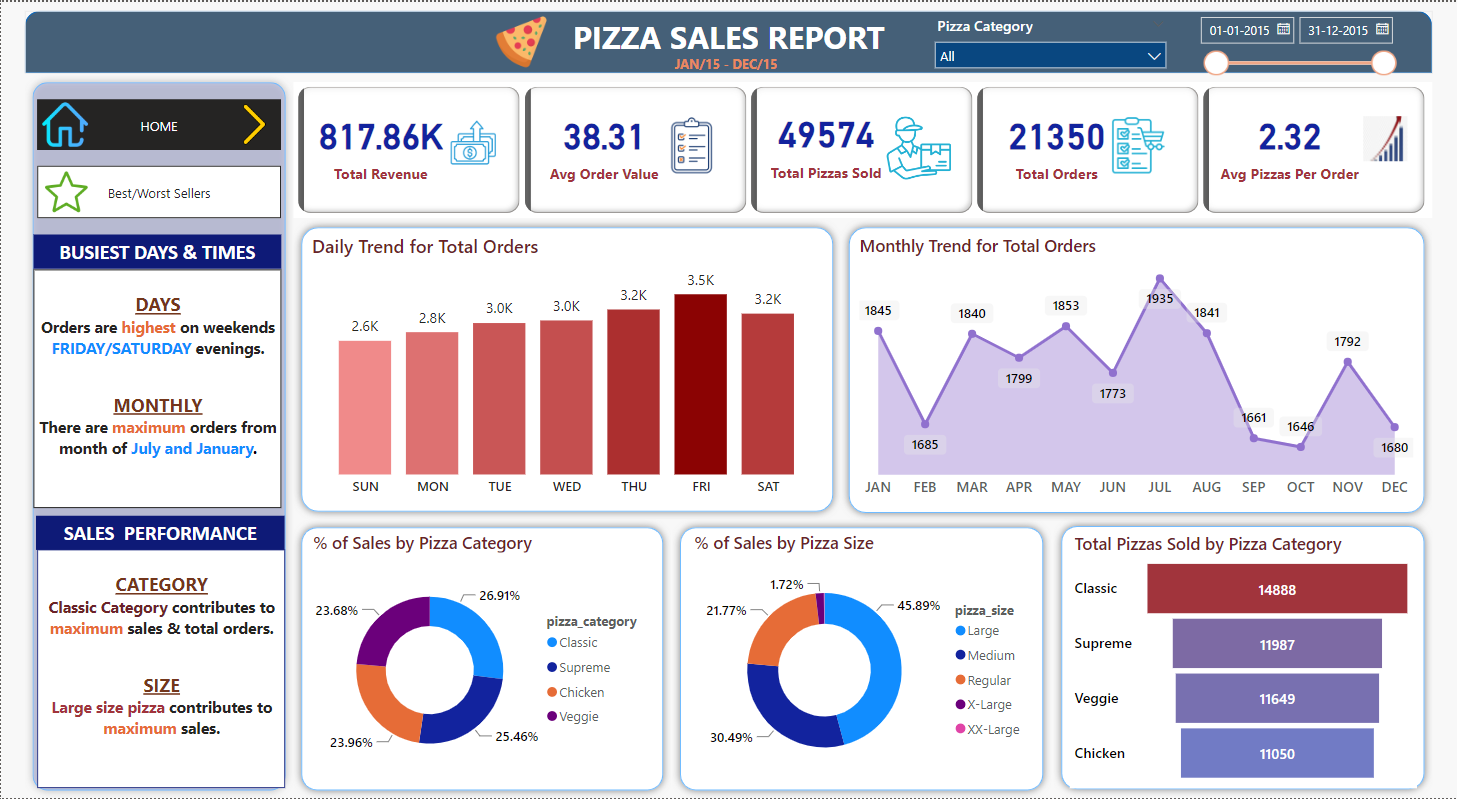 PIZZA SALES REPORT
JAN/15 - DEC/15
Pizza Category
All
01-01-2015
31-12-2015
HOME
Best/Worst Sellers
BUSIEST DAYS & TIMES
DAYS
Orders are highest on weekends
FRIDAY/SATURDAY evenings.
MONTHLY
There are maximum orders from
month of July and January.
SALES PERFORMANCE
CATEGORY
Classic Category contributes to
maximum sales & total orders.
SIZE
Large size pizza contributes to
maximum sales.
817.86K
Total Revenue
38.31
Avg Order Value
49574
Total Pizzas Sold
21350
Total Orders
2.32
Avg Pizzas Per Order
Daily Trend for Total Orders
2.6K
2.8K
3.0K
3.0K
3.2K
3.5K
3.2K
SUN MON TUE WED THU FRI SAT
Monthly Trend for Total Orders
1845
1685
1840
1799
1853
1773
1935
1841
1661
1646
1792
1680
JAN FEB MAR APR MAY JUN JUL AUG SEP OCT NOV DEC
% of Sales by Pizza Category
26.91%
25.46%
23.96%
23.68%
pizza_category
Classic
Supreme
Chicken
Veggie
% of Sales by Pizza Size
1.72%
45.89%
21.77%
30.49%
pizza_size
Large
Medium
Regular
X-Large
XX-Large
Total Pizzas Sold by Pizza Category
Classic 14888
Supreme 11987
Veggie 11649
Chicken 11050